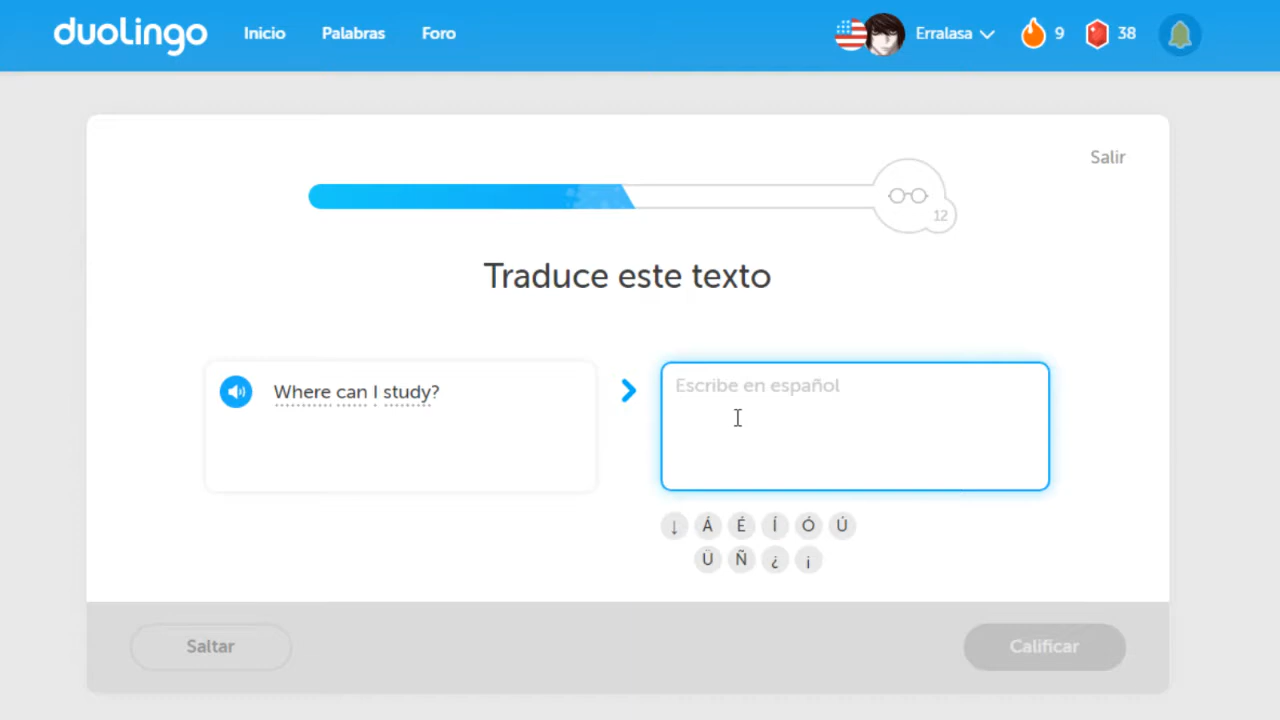 duolingo Inicio Palabras Foro Erralasa 9 38
Salir
12
Traduce este texto
Where can I study?
Escribe en español
↓ Á É Í Ó Ú
Ü Ñ ¿ ¡
Saltar Calificar